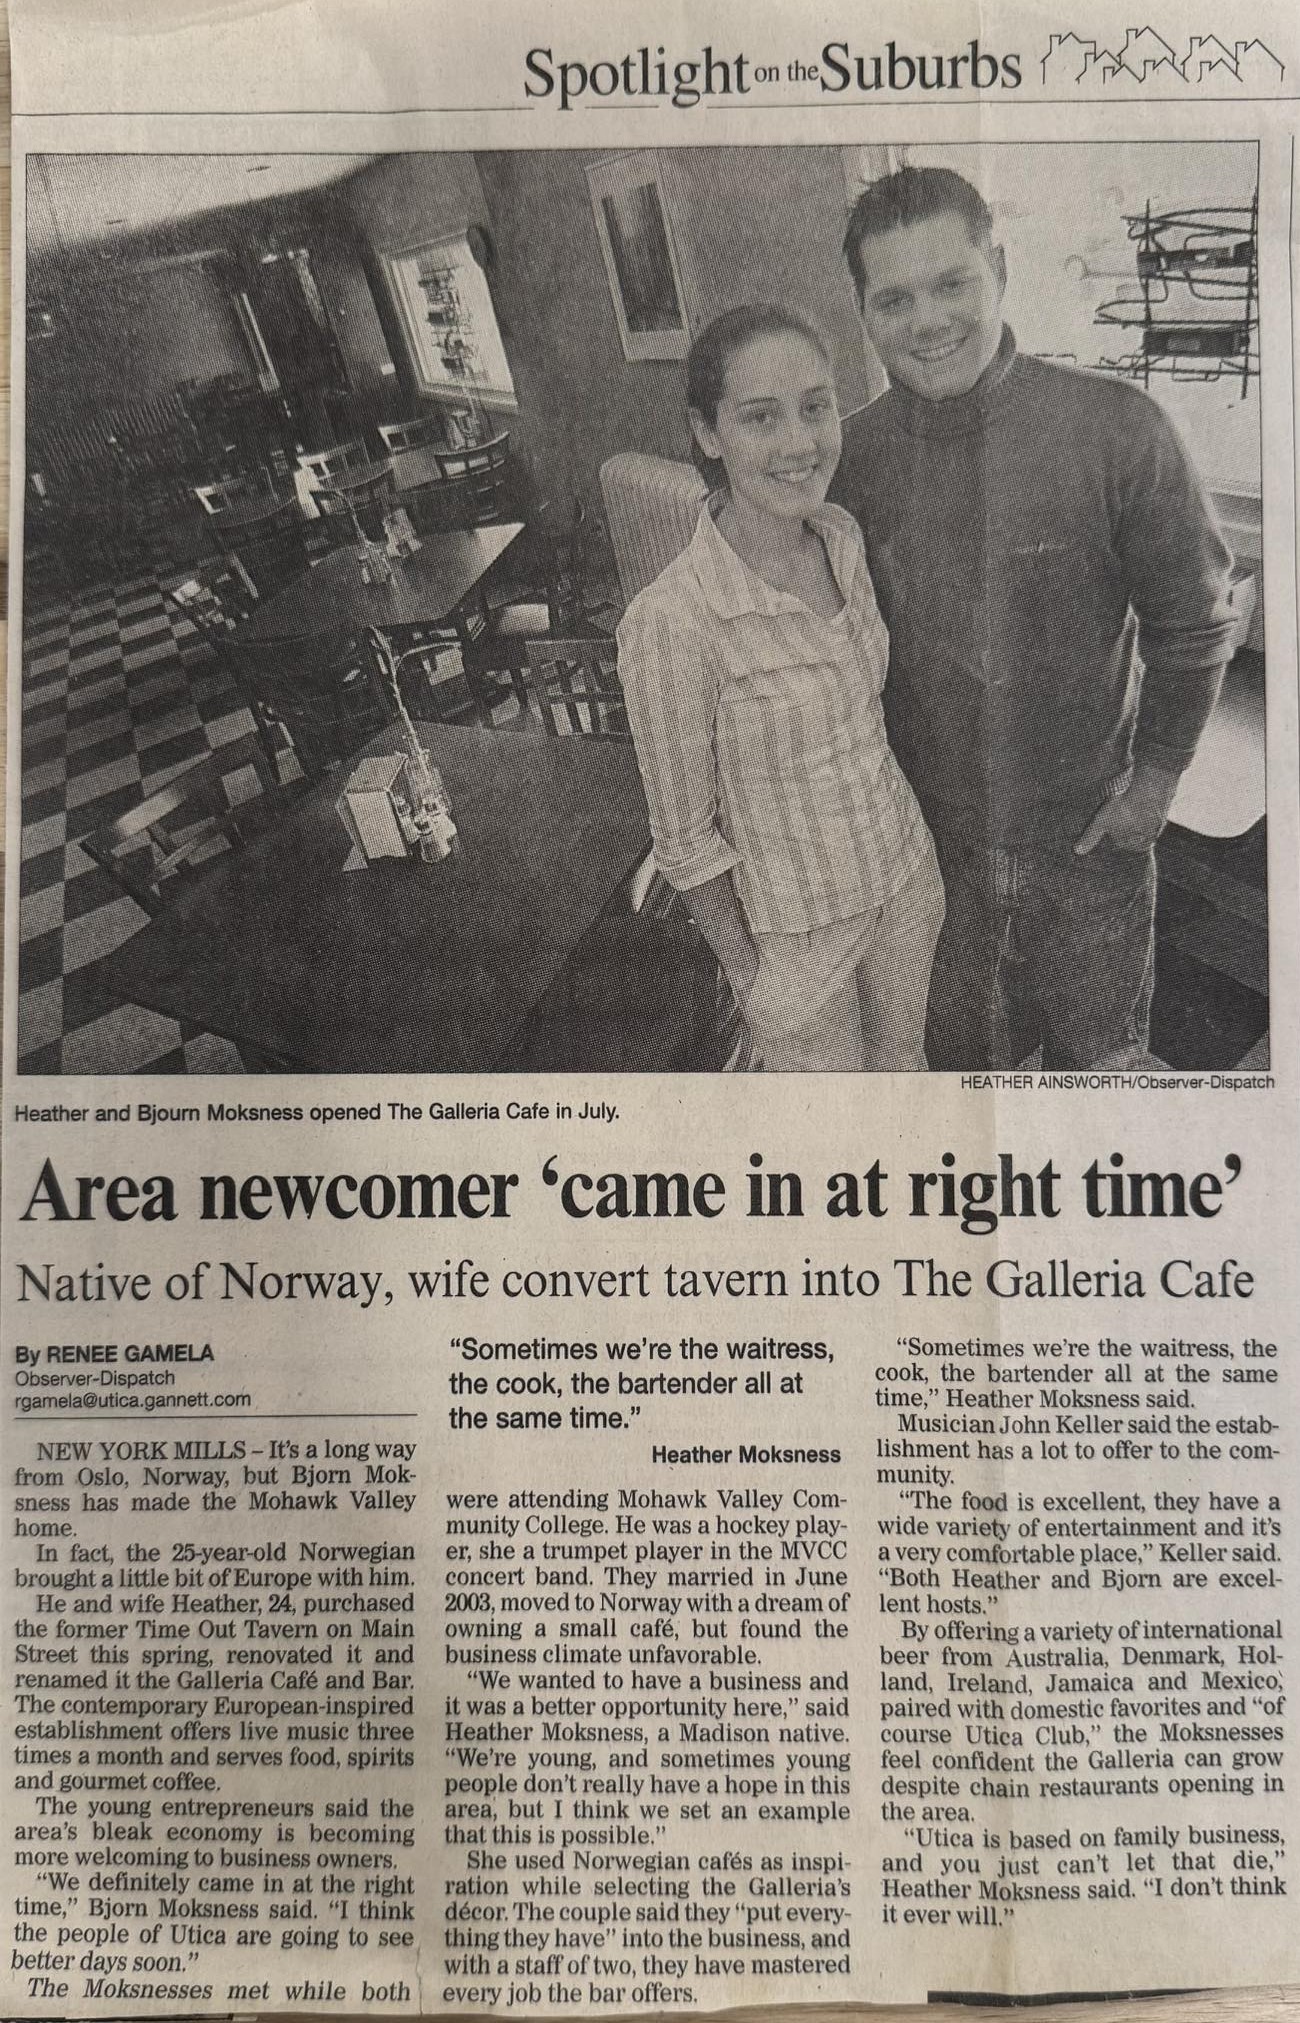 Spotlight on the Suburbs
HEATHER AINSWORTH/Observer-Dispatch
Heather and Bjourn Moksness opened The Galleria Cafe in July.
Area newcomer ‘came in at right time’
Native of Norway, wife convert tavern into The Galleria Cafe
By RENEE GAMELA
Observer-Dispatch
rgamela@utica.gannett.com
NEW YORK MILLS – It’s a long way
from Oslo, Norway, but Bjorn Mok-
sness has made the Mohawk Valley
home.
In fact, the 25-year-old Norwegian
brought a little bit of Europe with him.
He and wife Heather, 24, purchased
the former Time Out Tavern on Main
Street this spring, renovated it and
renamed it the Galleria Café and Bar.
The contemporary European-inspired
establishment offers live music three
times a month and serves food, spirits
and gourmet coffee.
The young entrepreneurs said the
area’s bleak economy is becoming
more welcoming to business owners.
“We definitely came in at the right
time,” Bjorn Moksness said. “I think
the people of Utica are going to see
better days soon.”
The Moksnesses met while both
“Sometimes we’re the waitress,
the cook, the bartender all at
the same time.”
Heather Moksness
were attending Mohawk Valley Com-
munity College. He was a hockey play-
er, she a trumpet player in the MVCC
concert band. They married in June
2003, moved to Norway with a dream of
owning a small café, but found the
business climate unfavorable.
“We wanted to have a business and
it was a better opportunity here,” said
Heather Moksness, a Madison native.
“We’re young, and sometimes young
people don’t really have a hope in this
area, but I think we set an example
that this is possible.”
She used Norwegian cafés as inspi-
ration while selecting the Galleria’s
décor. The couple said they “put every-
thing they have” into the business, and
with a staff of two, they have mastered
every job the bar offers.
“Sometimes we’re the waitress, the
cook, the bartender all at the same
time,” Heather Moksness said.
Musician John Keller said the estab-
lishment has a lot to offer to the com-
munity.
“The food is excellent, they have a
wide variety of entertainment and it’s
a very comfortable place,” Keller said.
“Both Heather and Bjorn are excel-
lent hosts.”
By offering a variety of international
beer from Australia, Denmark, Hol-
land, Ireland, Jamaica and Mexico,
paired with domestic favorites and “of
course Utica Club,” the Moksnesses
feel confident the Galleria can grow
despite chain restaurants opening in
the area.
“Utica is based on family business,
and you just can’t let that die,”
Heather Moksness said. “I don’t think
it ever will.”